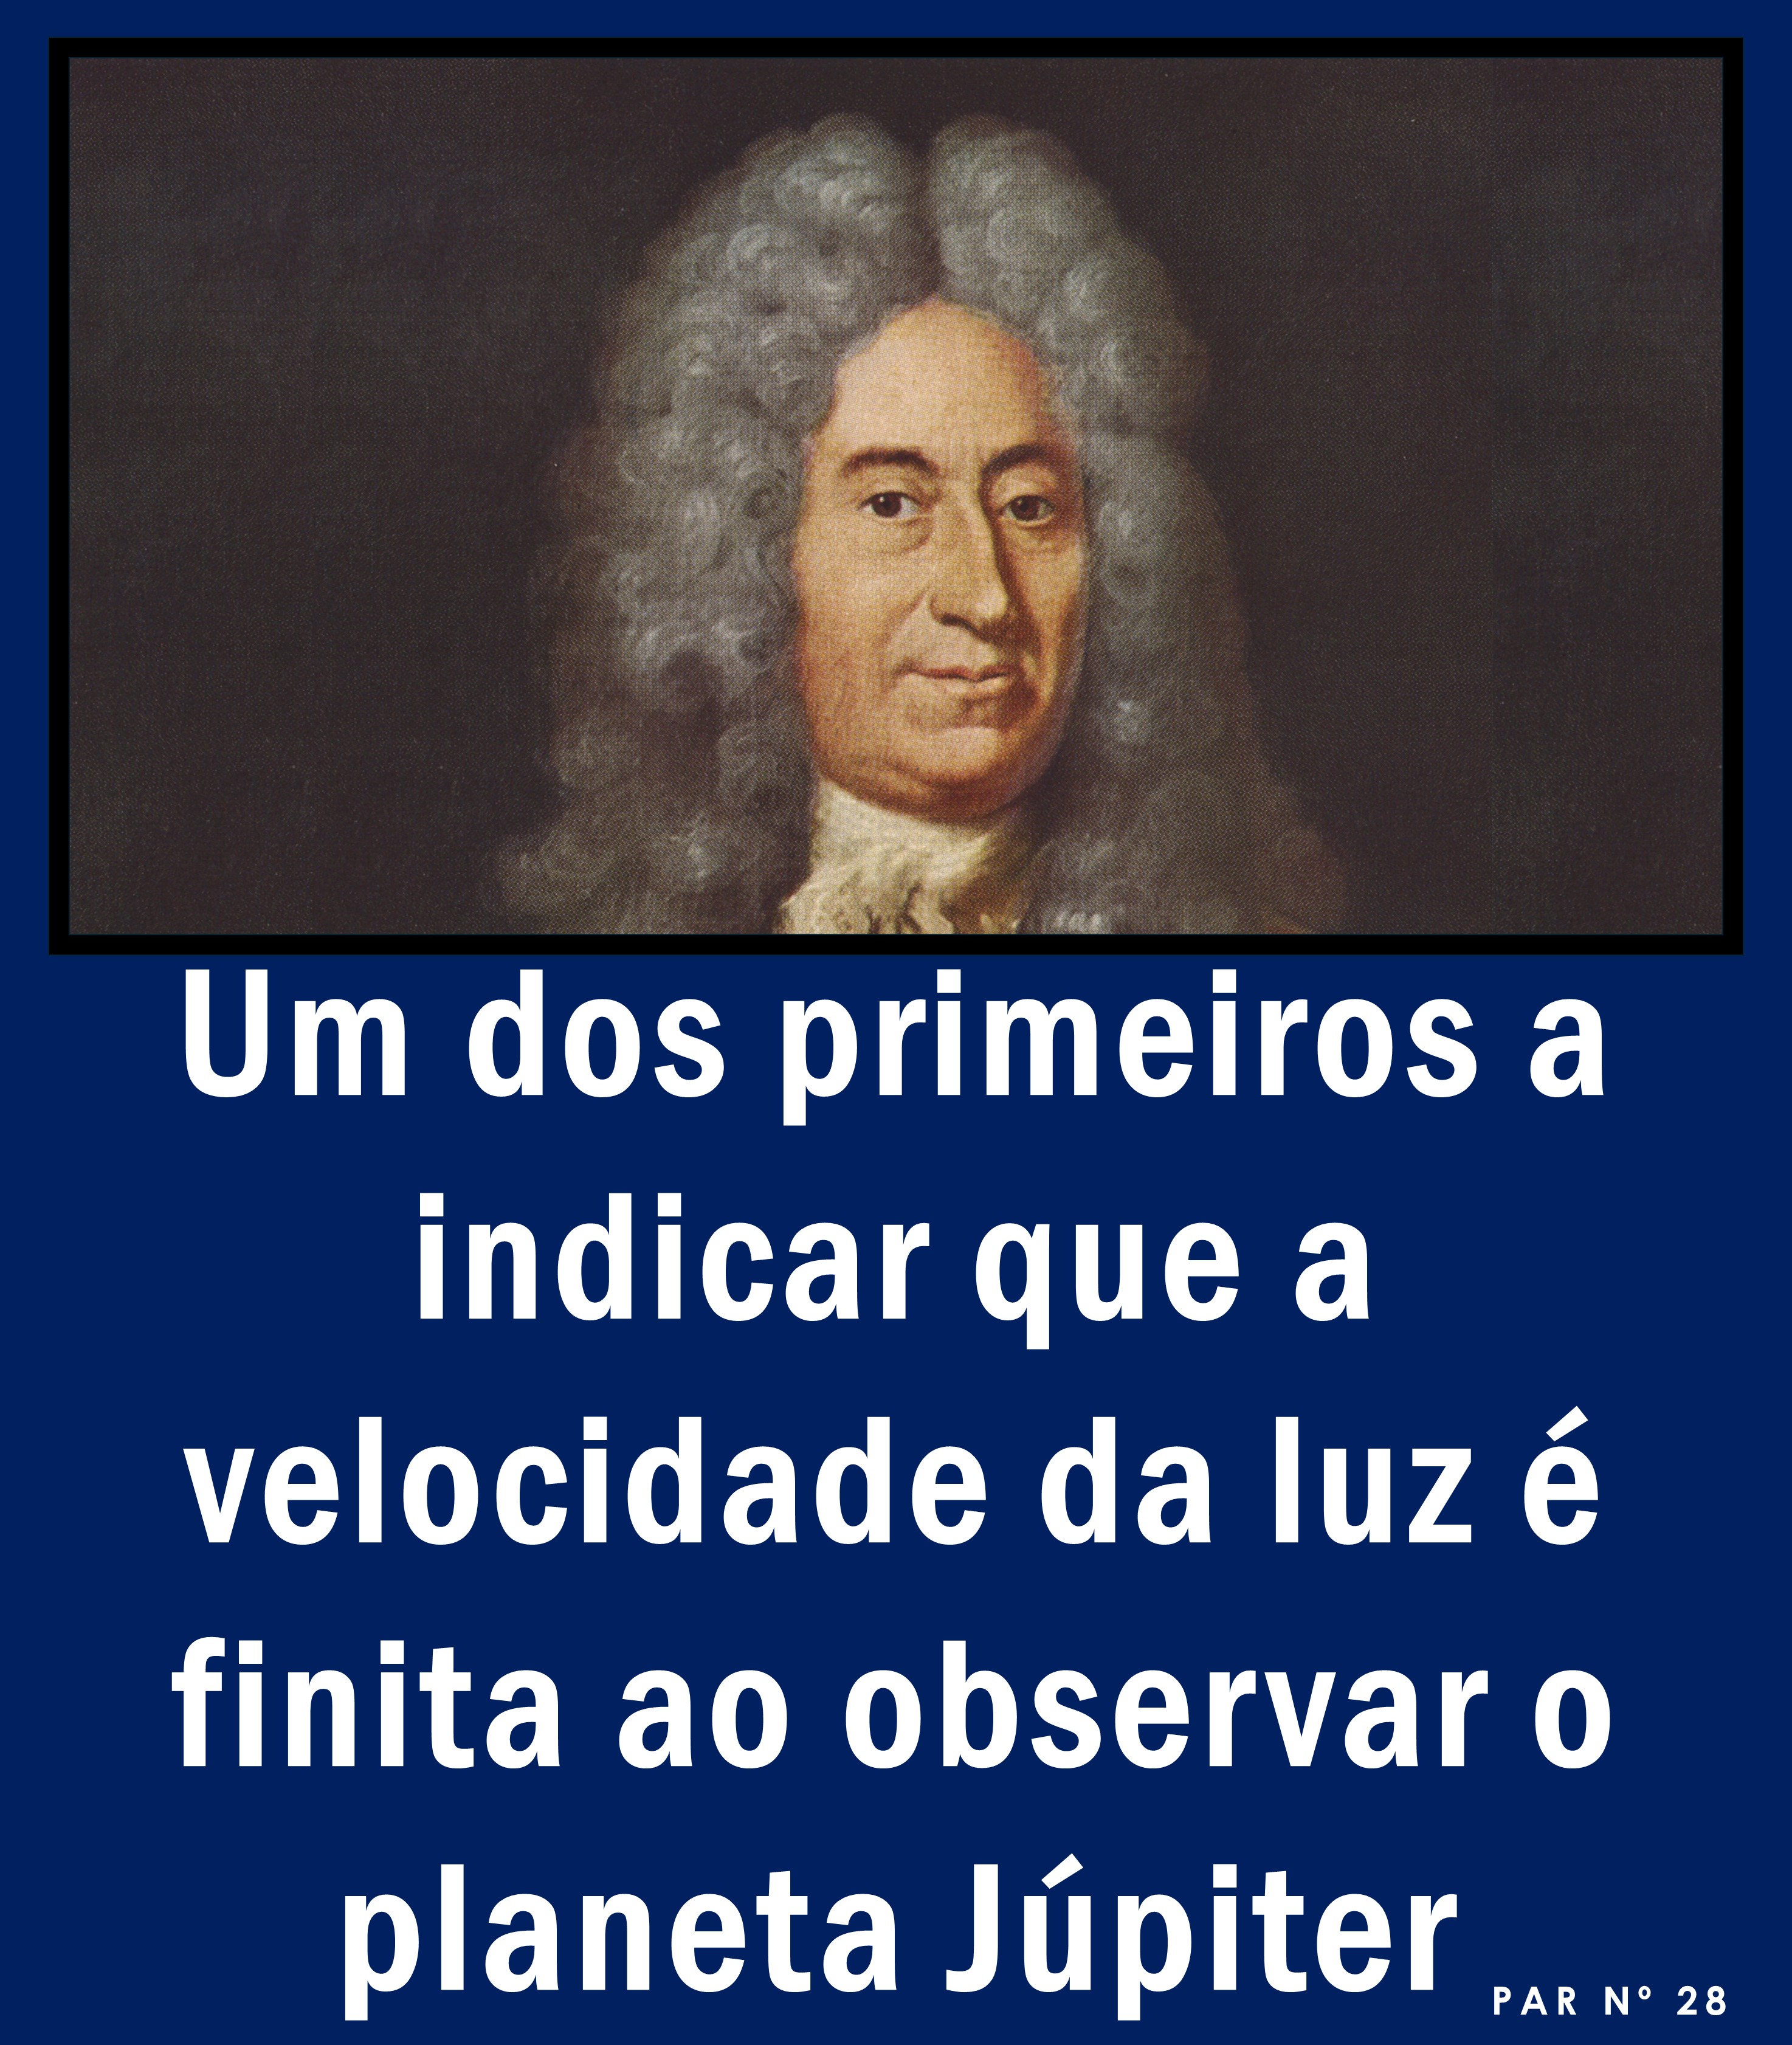 Um dos primeiros a
indicar que a
velocidade da luz é
finita ao observar o
planeta Júpiter
PAR Nº 28